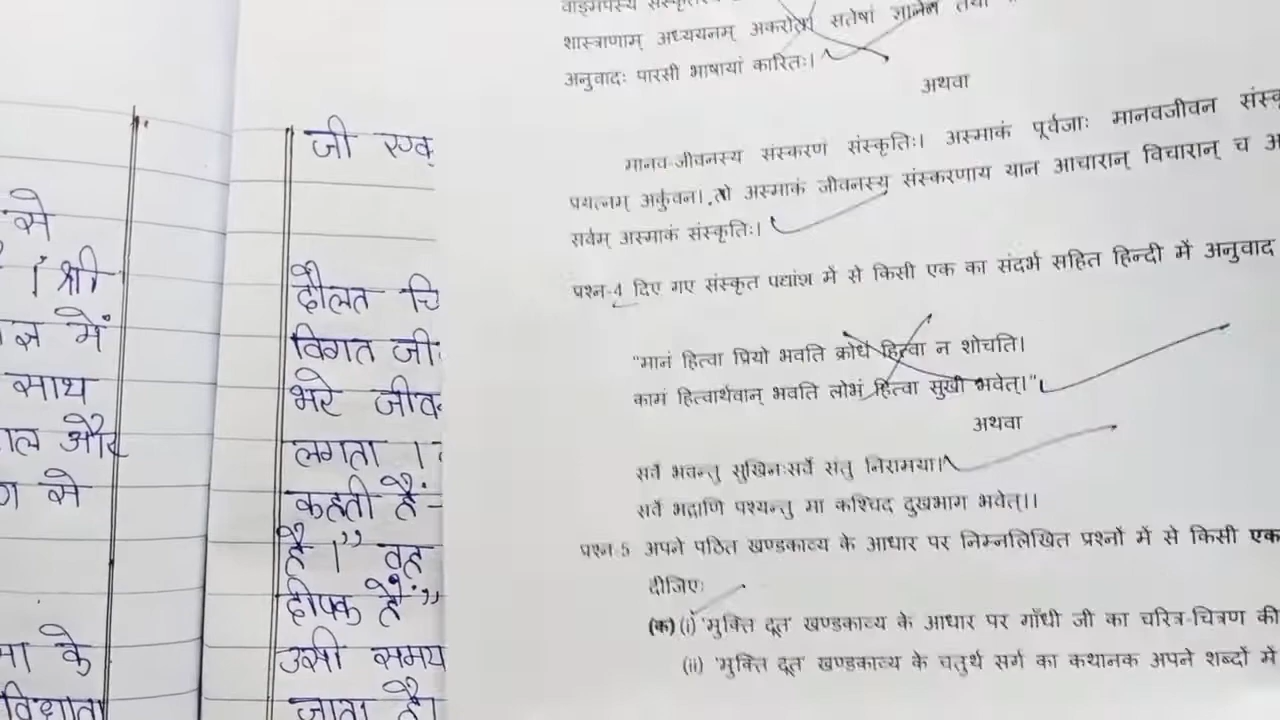 से
। श्री
में
साथ
और
से
के
विधाता
जी
दौलत
विगत जी
भरे जीव
लगता ।
कहती हैं-
है ।” वह
दीपक है”
उसी समय
जाता है।
शास्त्राणाम् अध्ययनम् अकरोत्। सतेषां ज्ञानेन तथा
अनुवादः पारसी भाषायां कारितः।
अथवा
मानव-जीवनस्य संस्करणं संस्कृतिः। अस्माकं पूर्वजाः मानवजीवन
प्रयत्नम् अर्कुवन। तो अस्माकं जीवनस्य संस्करणाय यान आचारान् विचारान् च
सर्वम् अस्माकं संस्कृतिः।
प्रश्न-4 दिए गए संस्कृत पद्यांश में से किसी एक का संदर्भ सहित हिन्दी में अनुवाद
“मानं हित्वा प्रियो भवति क्रोधं हित्वा न शोचति।
कामं हित्वार्थवान् भवति लोभं हित्वा सुखी भवेत्।”
अथवा
सर्वे भवन्तु सुखिनःसर्वे संतु निरामया।
सर्वे भद्राणि पश्यन्तु मा कश्चिद दुखभाग भवेत्।।
प्रश्न-5 अपने पठित खण्डकाव्य के आधार पर निम्नलिखित प्रश्नों में से किसी एक
दीजिएः
(क) (i) 'मुक्ति दूत' खण्डकाव्य के आधार पर गाँधी जी का चरित्र-चित्रण की
(ii) 'मुक्ति दूत' खण्डकाव्य के चतुर्थ सर्ग का कथानक अपने शब्दों में